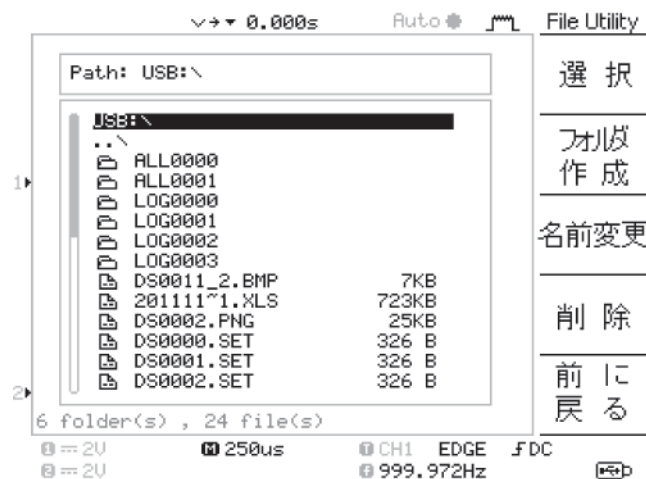 0.000s Auto File Utility
Path: USB:\
選 択
USB:\
..\
フォルダ
作 成
ALL0000
ALL0001
LOG0000
LOG0001
LOG0002
LOG0003
名前変更
DS0011_2.BMP 7KB
201111~1.XLS 723KB
DS0002.PNG 25KB
DS0000.SET 326 B
DS0001.SET 326 B
DS0002.SET 326 B
削 除
前 に
戻 る
1
2
6 folder(s) , 24 file(s)
1 2V M 250us T CH1 EDGE DC
2 2V f 999.972Hz